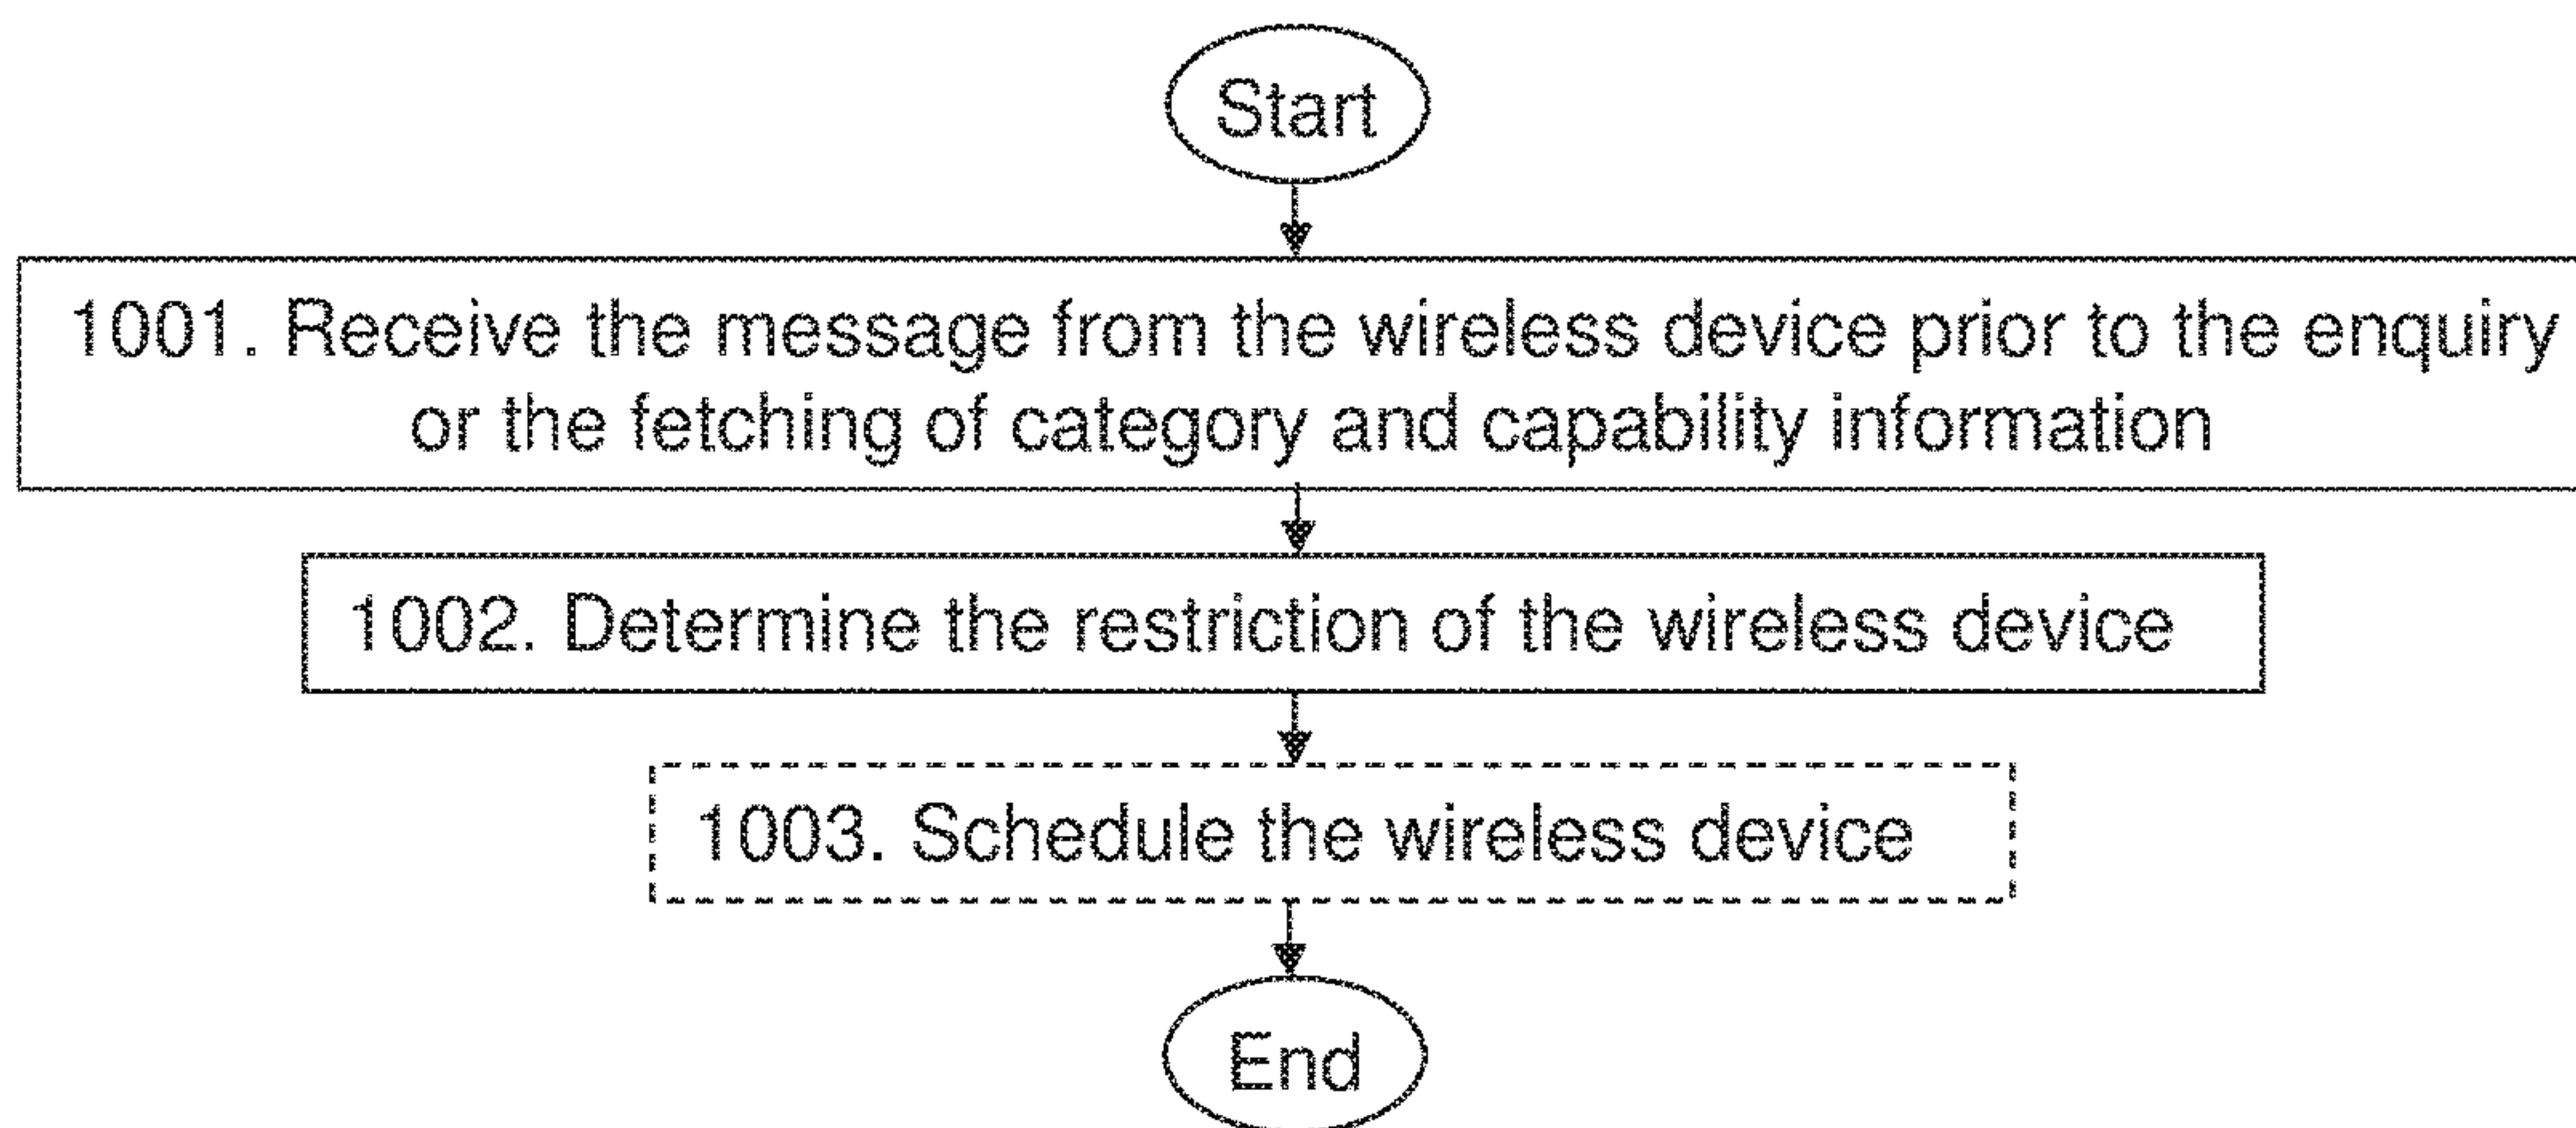 Start
1001. Receive the message from the wireless device prior to the enquiry
or the fetching of category and capability information
1002. Determine the restriction of the wireless device
1003. Schedule the wireless device
End